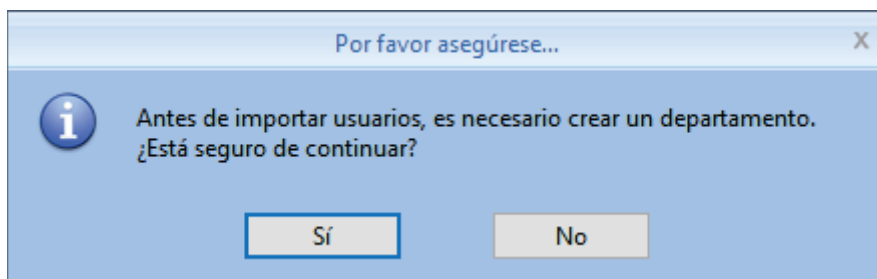 Por favor asegúrese...
X
Antes de importar usuarios, es necesario crear un departamento.
¿Está seguro de continuar?
Sí
No